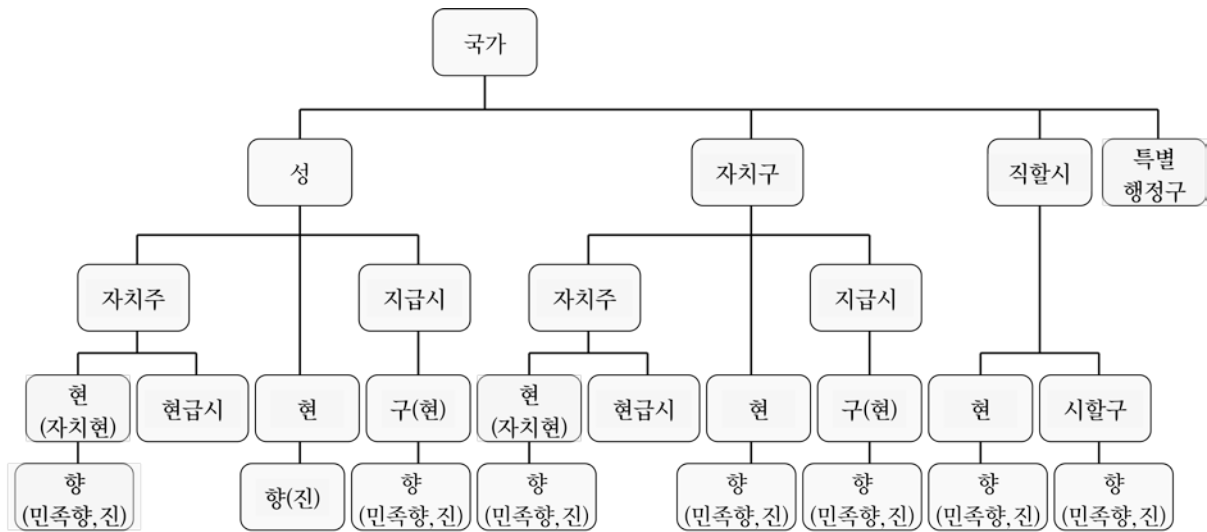 국가
성
자치구
직할시
특별
행정구
자치주
지급시
자치주
지급시
현
(자치현)
현급시
현
구(현)
현
(자치현)
현급시
현
구(현)
현
시할구
향
(민족향,진)
향(진)
향
(민족향,진)
향
(민족향,진)
향
(민족향,진)
향
(민족향,진)
향
(민족향,진)
향
(민족향,진)